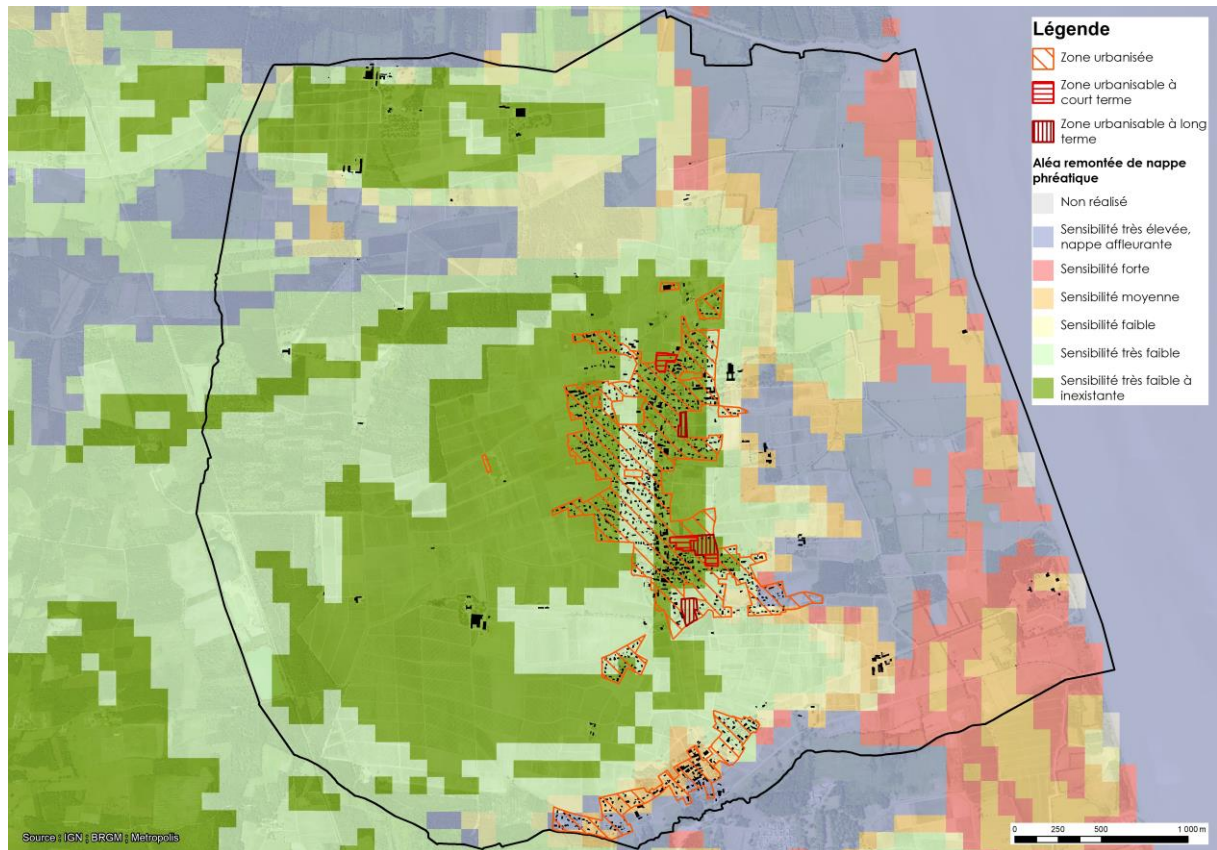 Légende
Zone urbanisée
Zone urbanisable à
court terme
Zone urbanisable à long
terme
Aléa remontée de nappe
phréatique
Non réalisé
Sensibilité très élevée,
nappe affleurante
Sensibilité forte
Sensibilité moyenne
Sensibilité faible
Sensibilité très faible
Sensibilité très faible à
inexistante
Source : IGN ; BRGM ; Metropolis
0 250 500 1 000 m